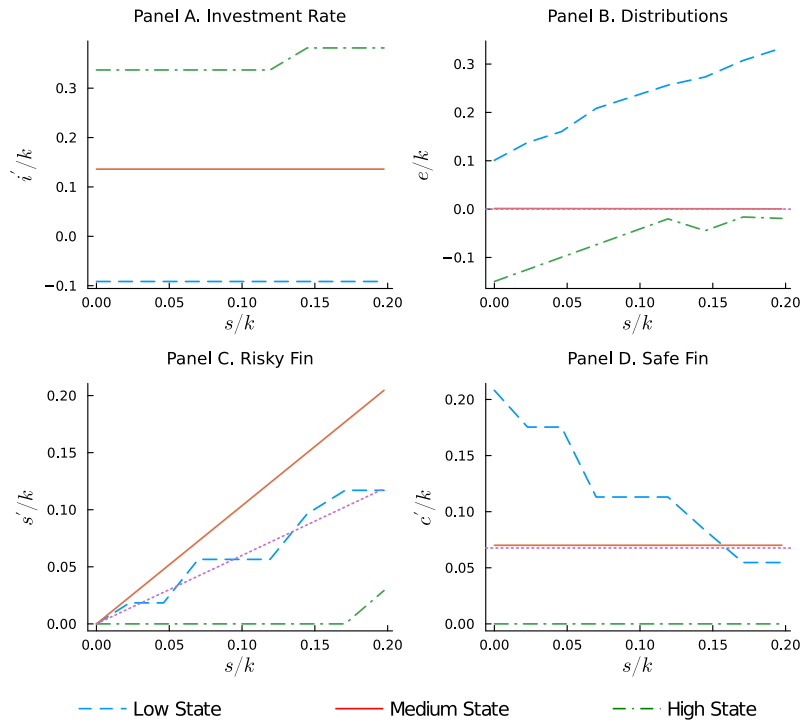 Panel A. Investment Rate
i′/k
0.3
0.2
0.1
0.0
−0.1
0.00 0.05 0.10 0.15 0.20
s/k
Panel B. Distributions
e/k
0.3
0.2
0.1
0.0
−0.1
0.00 0.05 0.10 0.15 0.20
s/k
Panel C. Risky Fin
s′/k
0.20
0.15
0.10
0.05
0.00
0.00 0.05 0.10 0.15 0.20
s/k
Panel D. Safe Fin
c′/k
0.20
0.15
0.10
0.05
0.00
0.00 0.05 0.10 0.15 0.20
s/k
Low State Medium State High State